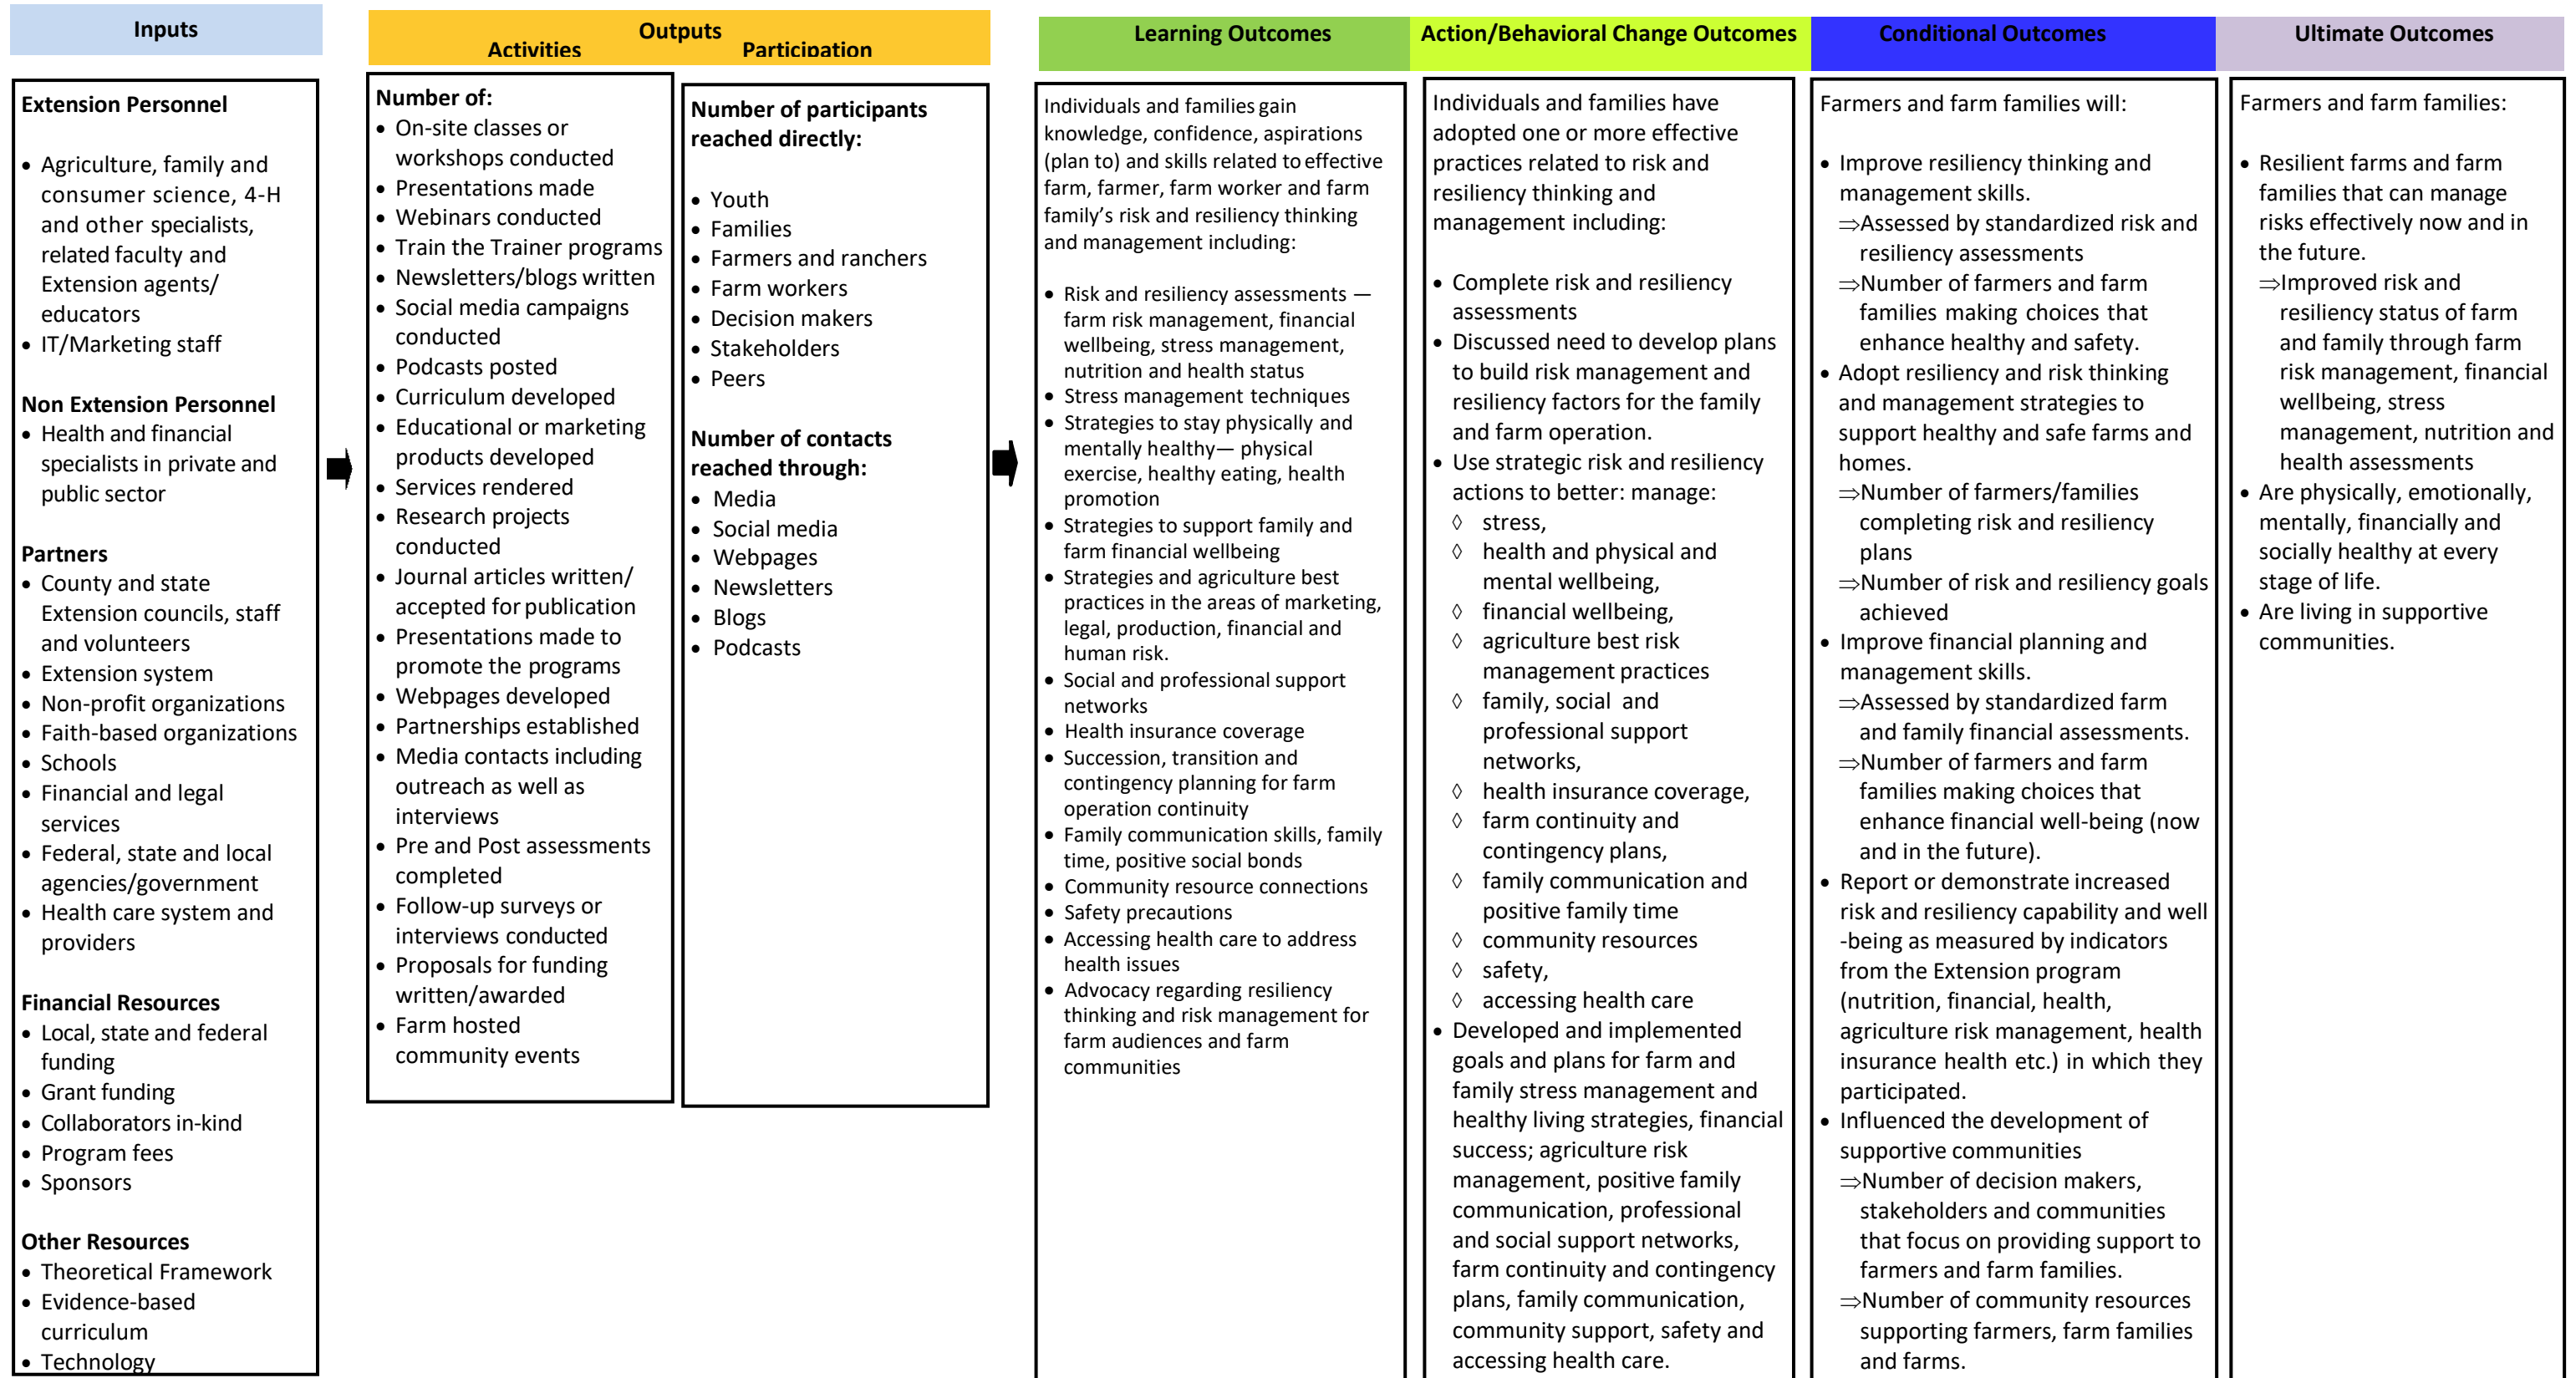 Inputs
Extension Personnel
• Agriculture, family and
consumer science, 4-H
and other specialists,
related faculty and
Extension agents/
educators
• IT/Marketing staff
Non Extension Personnel
• Health and financial
specialists in private and
public sector
Partners
• County and state
Extension councils, staff
and volunteers
• Extension system
• Non-profit organizations
• Faith-based organizations
• Schools
• Financial and legal
services
• Federal, state and local
agencies/government
• Health care system and
providers
Financial Resources
• Local, state and federal
funding
• Grant funding
• Collaborators in-kind
• Program fees
• Sponsors
Other Resources
• Theoretical Framework
• Evidence-based
curriculum
• Technology
Outputs
Activities Participation
Number of:
• On-site classes or
workshops conducted
• Presentations made
• Webinars conducted
• Train the Trainer programs
• Newsletters/blogs written
• Social media campaigns
conducted
• Podcasts posted
• Curriculum developed
• Educational or marketing
products developed
• Services rendered
• Research projects
conducted
• Journal articles written/
accepted for publication
• Presentations made to
promote the programs
• Webpages developed
• Partnerships established
• Media contacts including
outreach as well as
interviews
• Pre and Post assessments
completed
• Follow-up surveys or
interviews conducted
• Proposals for funding
written/awarded
• Farm hosted
community events
Number of participants
reached directly:
• Youth
• Families
• Farmers and ranchers
• Farm workers
• Decision makers
• Stakeholders
• Peers
Number of contacts
reached through:
• Media
• Social media
• Webpages
• Newsletters
• Blogs
• Podcasts
Learning Outcomes
Individuals and families gain
knowledge, confidence, aspirations
(plan to) and skills related to effective
farm, farmer, farm worker and farm
family’s risk and resiliency thinking
and management including:
• Risk and resiliency assessments —
farm risk management, financial
wellbeing, stress management,
nutrition and health status
• Stress management techniques
• Strategies to stay physically and
mentally healthy— physical
exercise, healthy eating, health
promotion
• Strategies to support family and
farm financial wellbeing
• Strategies and agriculture best
practices in the areas of marketing,
legal, production, financial and
human risk.
• Social and professional support
networks
• Health insurance coverage
• Succession, transition and
contingency planning for farm
operation continuity
• Family communication skills, family
time, positive social bonds
• Community resource connections
• Safety precautions
• Accessing health care to address
health issues
• Advocacy regarding resiliency
thinking and risk management for
farm audiences and farm
communities
Action/Behavioral Change Outcomes
Individuals and families have
adopted one or more effective
practices related to risk and
resiliency thinking and
management including:
• Complete risk and resiliency
assessments
• Discussed need to develop plans
to build risk management and
resiliency factors for the family
and farm operation.
• Use strategic risk and resiliency
actions to better: manage:
◊ stress,
◊ health and physical and
mental wellbeing,
◊ financial wellbeing,
◊ agriculture best risk
management practices
◊ family, social and
professional support
networks,
◊ health insurance coverage,
◊ farm continuity and
contingency plans,
◊ family communication and
positive family time
◊ community resources
◊ safety,
◊ accessing health care
• Developed and implemented
goals and plans for farm and
family stress management and
healthy living strategies, financial
success; agriculture risk
management, positive family
communication, professional
and social support networks,
farm continuity and contingency
plans, family communication,
community support, safety and
accessing health care.
Conditional Outcomes
Farmers and farm families will:
• Improve resiliency thinking and
management skills.
⇒Assessed by standardized risk and
resiliency assessments
⇒Number of farmers and farm
families making choices that
enhance healthy and safety.
• Adopt resiliency and risk thinking
and management strategies to
support healthy and safe farms and
homes.
⇒Number of farmers/families
completing risk and resiliency
plans
⇒Number of risk and resiliency goals
achieved
• Improve financial planning and
management skills.
⇒Assessed by standardized farm
and family financial assessments.
⇒Number of farmers and farm
families making choices that
enhance financial well-being (now
and in the future).
• Report or demonstrate increased
risk and resiliency capability and well
-being as measured by indicators
from the Extension program
(nutrition, financial, health,
agriculture risk management, health
insurance health etc.) in which they
participated.
• Influenced the development of
supportive communities
⇒Number of decision makers,
stakeholders and communities
that focus on providing support to
farmers and farm families.
⇒Number of community resources
supporting farmers, farm families
and farms.
Ultimate Outcomes
Farmers and farm families:
• Resilient farms and farm
families that can manage
risks effectively now and in
the future.
⇒Improved risk and
resiliency status of farm
and family through farm
risk management, financial
wellbeing, stress
management, nutrition and
health assessments
• Are physically, emotionally,
mentally, financially and
socially healthy at every
stage of life.
• Are living in supportive
communities.